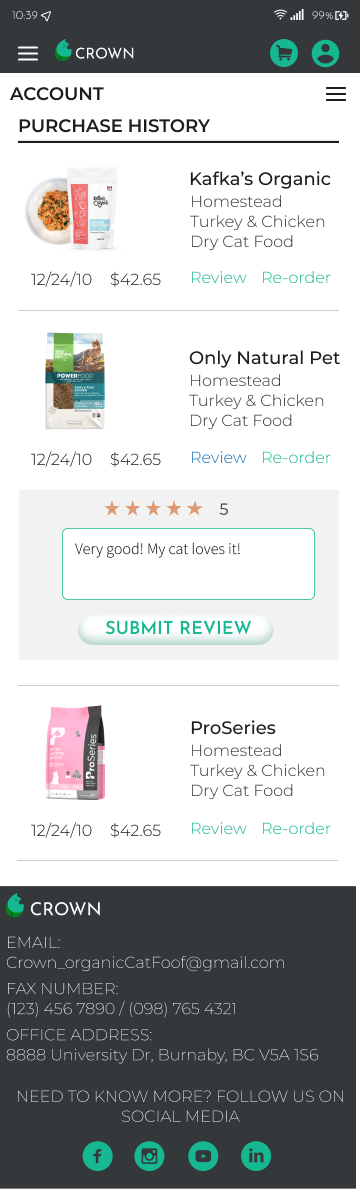 10:39 99%
CROWN
ACCOUNT
PURCHASE HISTORY
Kafka's Organic
Homestead
Turkey & Chicken
Dry Cat Food
12/24/10 $42.65 Review Re-order
POWERFOOD
Only Natural Pet
Homestead
Turkey & Chicken
Dry Cat Food
12/24/10 $42.65 Review Re-order
5
Very good! My cat loves it!
SUBMIT REVIEW
ProSeries
ProSeries
Homestead
Turkey & Chicken
Dry Cat Food
12/24/10 $42.65 Review Re-order
CROWN
EMAIL:
Crown_organicCatFoof@gmail.com
FAX NUMBER:
(123) 456 7890 / (098) 765 4321
OFFICE ADDRESS:
8888 University Dr, Burnaby, BC V5A 1S6
NEED TO KNOW MORE? FOLLOW US ON
SOCIAL MEDIA